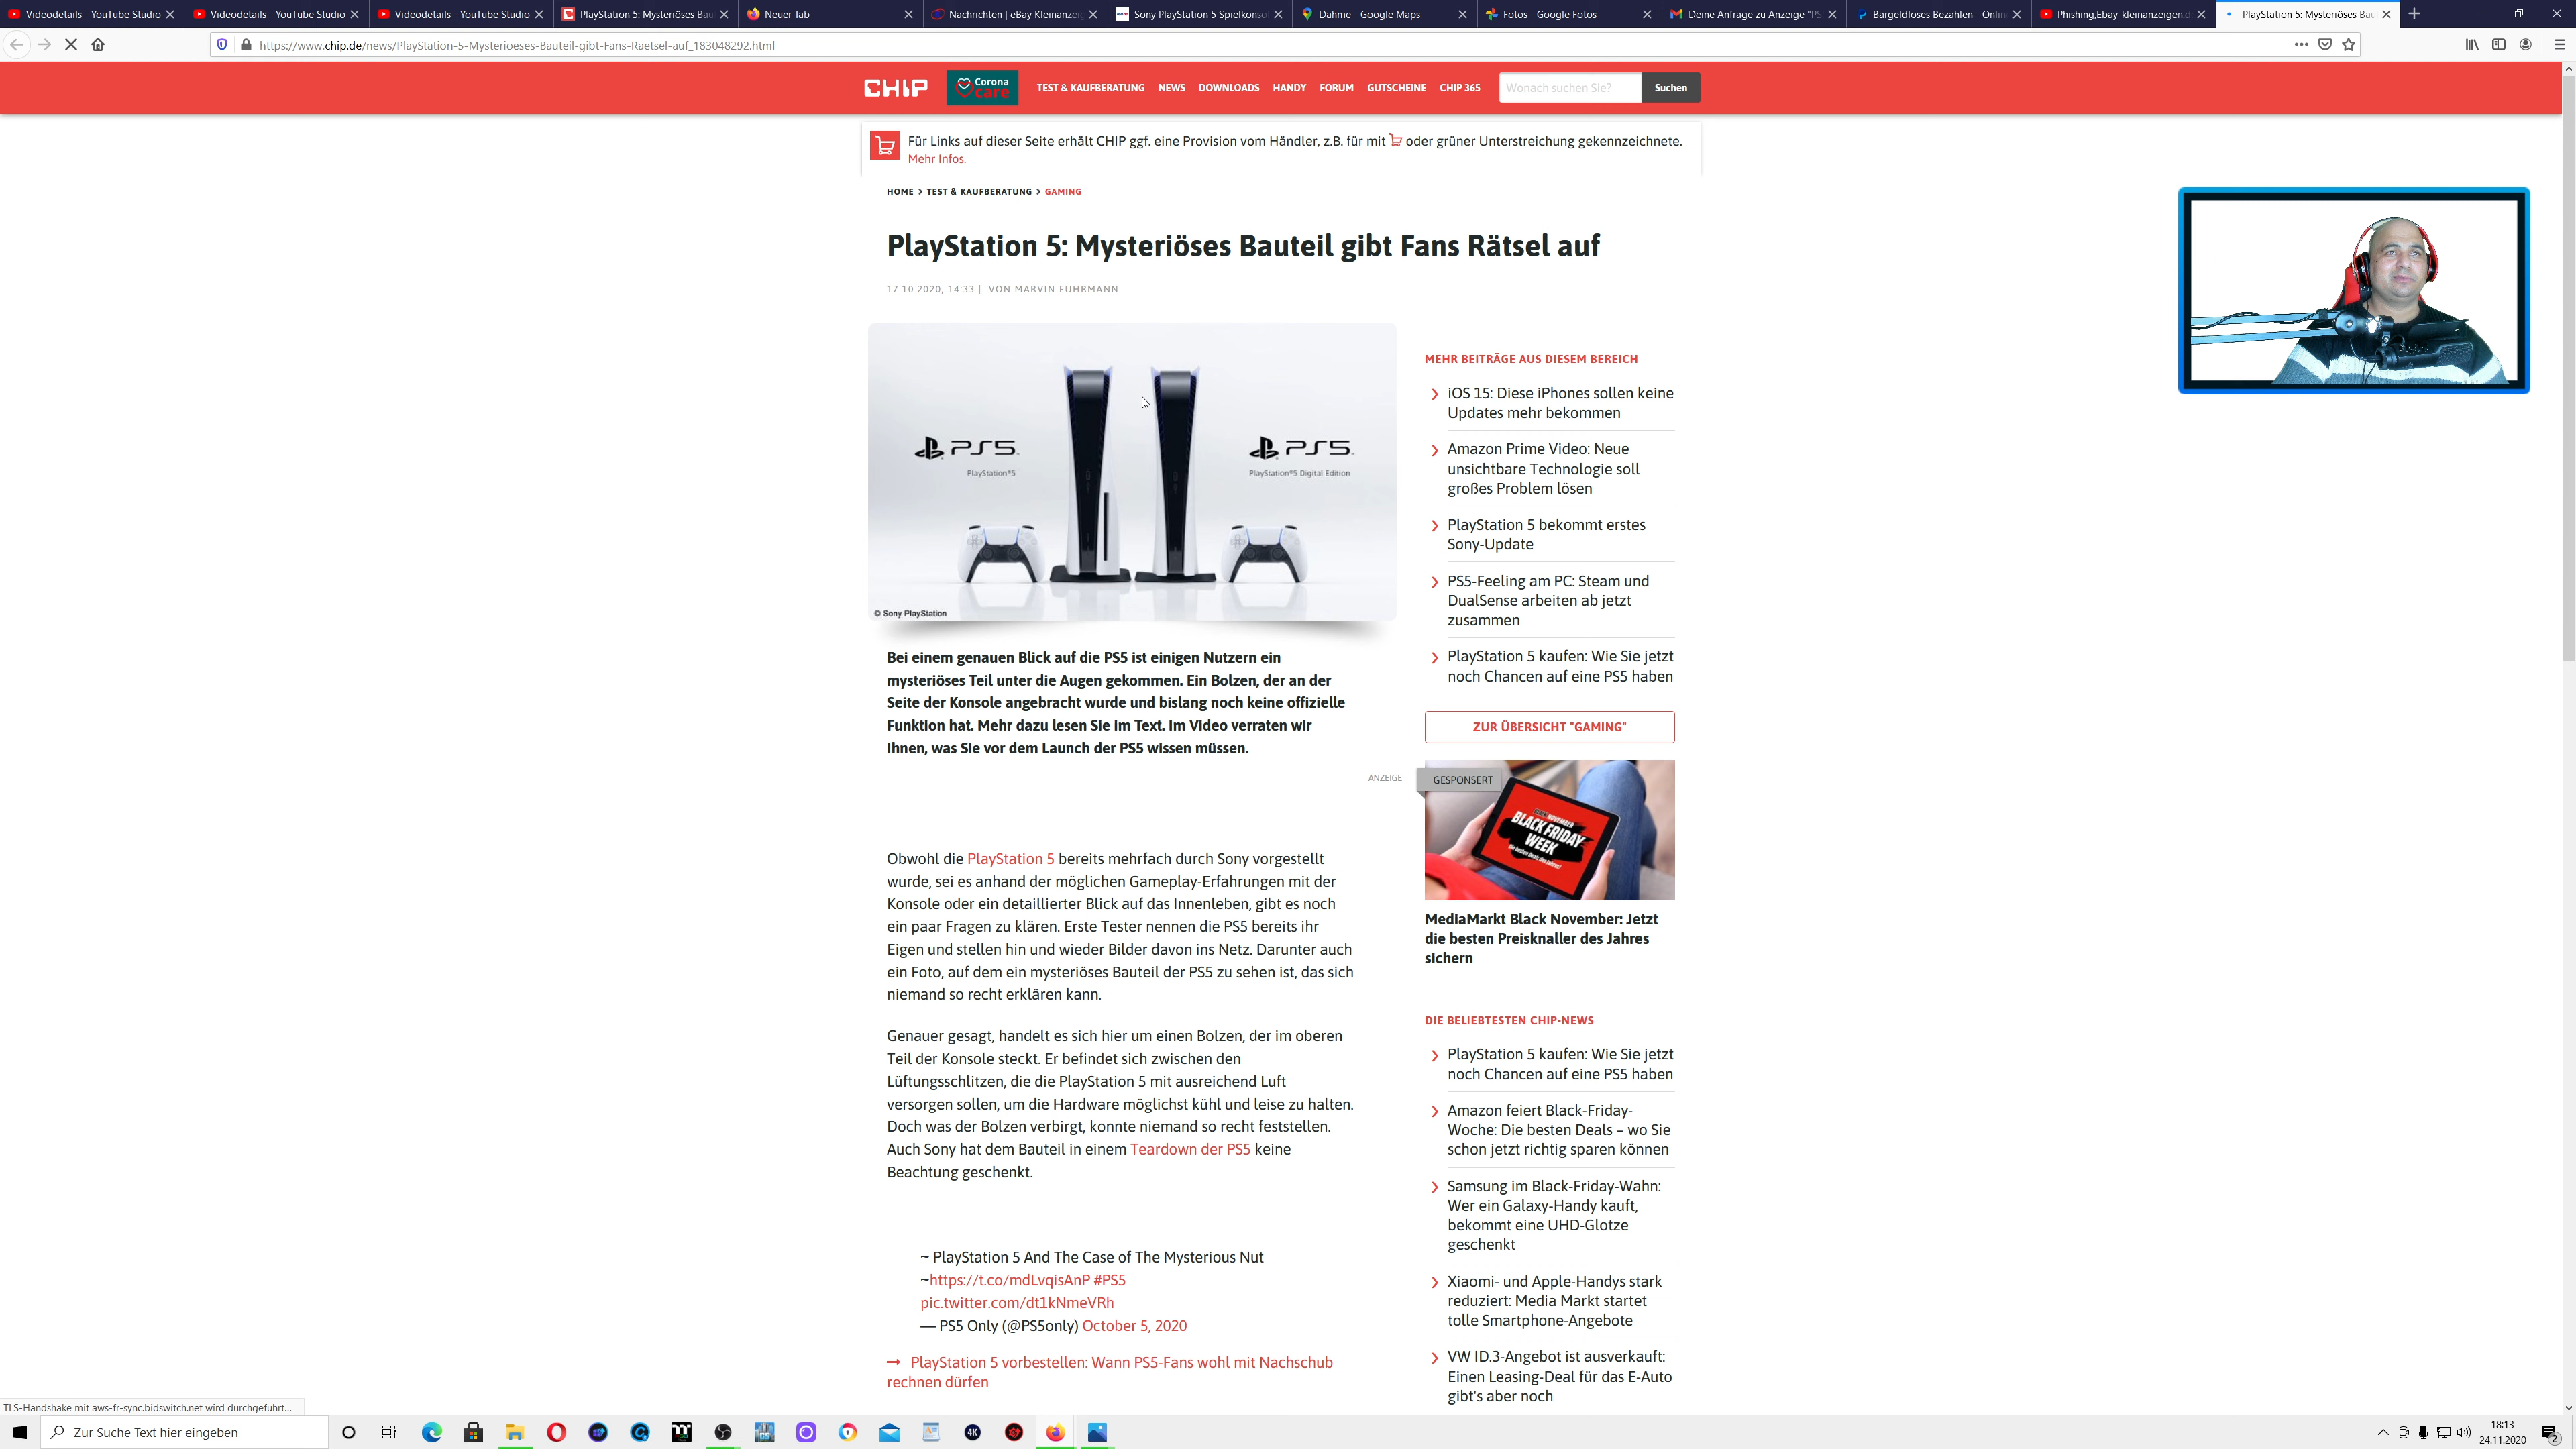 Videodetails - YouTube Studio
Videodetails - YouTube Studio
Videodetails - YouTube Studio
PlayStation 5: Mysteriöses Bau
Neuer Tab
Nachrichten | eBay Kleinanzeig
Sony PlayStation 5 Spielkonso
Dahme - Google Maps
Fotos - Google Fotos
Deine Anfrage zu Anzeige "PS
Bargeldloses Bezahlen - Onlin
Phishing,Ebay-kleinanzeigen.d
PlayStation 5: Mysteriöses Bau
https://www.chip.de/news/PlayStation-5-Mysterioeses-Bauteil-gibt-Fans-Raetsel-auf_183048292.html
CHIP
Corona
care
TEST & KAUFBERATUNG NEWS DOWNLOADS HANDY FORUM GUTSCHEINE CHIP 365
Wonach suchen Sie?
Suchen
Für Links auf dieser Seite erhält CHIP ggf. eine Provision vom Händler, z.B. für mit oder grüner Unterstreichung gekennzeichnete.
Mehr Infos.
HOME > TEST & KAUFBERATUNG > GAMING
PlayStation 5: Mysteriöses Bauteil gibt Fans Rätsel auf
17.10.2020, 14:33 | VON MARVIN FUHRMANN
PS5
PlayStation®5
PS5
PlayStation®5 Digital Edition
© Sony PlayStation
Bei einem genauen Blick auf die PS5 ist einigen Nutzern ein
mysteriöses Teil unter die Augen gekommen. Ein Bolzen, der an der
Seite der Konsole angebracht wurde und bislang noch keine offizielle
Funktion hat. Mehr dazu lesen Sie im Text. Im Video verraten wir
Ihnen, was Sie vor dem Launch der PS5 wissen müssen.
ANZEIGE
Obwohl die PlayStation 5 bereits mehrfach durch Sony vorgestellt
wurde, sei es anhand der möglichen Gameplay-Erfahrungen mit der
Konsole oder ein detaillierter Blick auf das Innenleben, gibt es noch
ein paar Fragen zu klären. Erste Tester nennen die PS5 bereits ihr
Eigen und stellen hin und wieder Bilder davon ins Netz. Darunter auch
ein Foto, auf dem ein mysteriöses Bauteil der PS5 zu sehen ist, das sich
niemand so recht erklären kann.
Genauer gesagt, handelt es sich hier um einen Bolzen, der im oberen
Teil der Konsole steckt. Er befindet sich zwischen den
Lüftungsschlitzen, die die PlayStation 5 mit ausreichend Luft
versorgen sollen, um die Hardware möglichst kühl und leise zu halten.
Doch was der Bolzen verbirgt, konnte niemand so recht feststellen.
Auch Sony hat dem Bauteil in einem Teardown der PS5 keine
Beachtung geschenkt.
~ PlayStation 5 And The Case of The Mysterious Nut
~https://t.co/mdLvqisAnP #PS5
pic.twitter.com/dt1kNmeVRh
— PS5 Only (@PS5only) October 5, 2020
PlayStation 5 vorbestellen: Wann PS5-Fans wohl mit Nachschub
rechnen dürfen
MEHR BEITRÄGE AUS DIESEM BEREICH
iOS 15: Diese iPhones sollen keine
Updates mehr bekommen
Amazon Prime Video: Neue
unsichtbare Technologie soll
großes Problem lösen
PlayStation 5 bekommt erstes
Sony-Update
PS5-Feeling am PC: Steam und
DualSense arbeiten ab jetzt
zusammen
PlayStation 5 kaufen: Wie Sie jetzt
noch Chancen auf eine PS5 haben
ZUR ÜBERSICHT "GAMING"
GESPONSERT
BLACK FRIDAY
WEEK
MediaMarkt Black November: Jetzt
die besten Preisknaller des Jahres
sichern
DIE BELIEBTESTEN CHIP-NEWS
PlayStation 5 kaufen: Wie Sie jetzt
noch Chancen auf eine PS5 haben
Amazon feiert Black-Friday-
Woche: Die besten Deals – wo Sie
schon jetzt richtig sparen können
Samsung im Black-Friday-Wahn:
Wer ein Galaxy-Handy kauft,
bekommt eine UHD-Glotze
geschenkt
Xiaomi- und Apple-Handys stark
reduziert: Media Markt startet
tolle Smartphone-Angebote
VW ID.3-Angebot ist ausverkauft:
Einen Leasing-Deal für das E-Auto
gibt's aber noch
TLS-Handshake mit aws-fr-sync.bidswitch.net wird durchgeführt...
Zur Suche Text hier eingeben
4K
18:13
24.11.2020
2